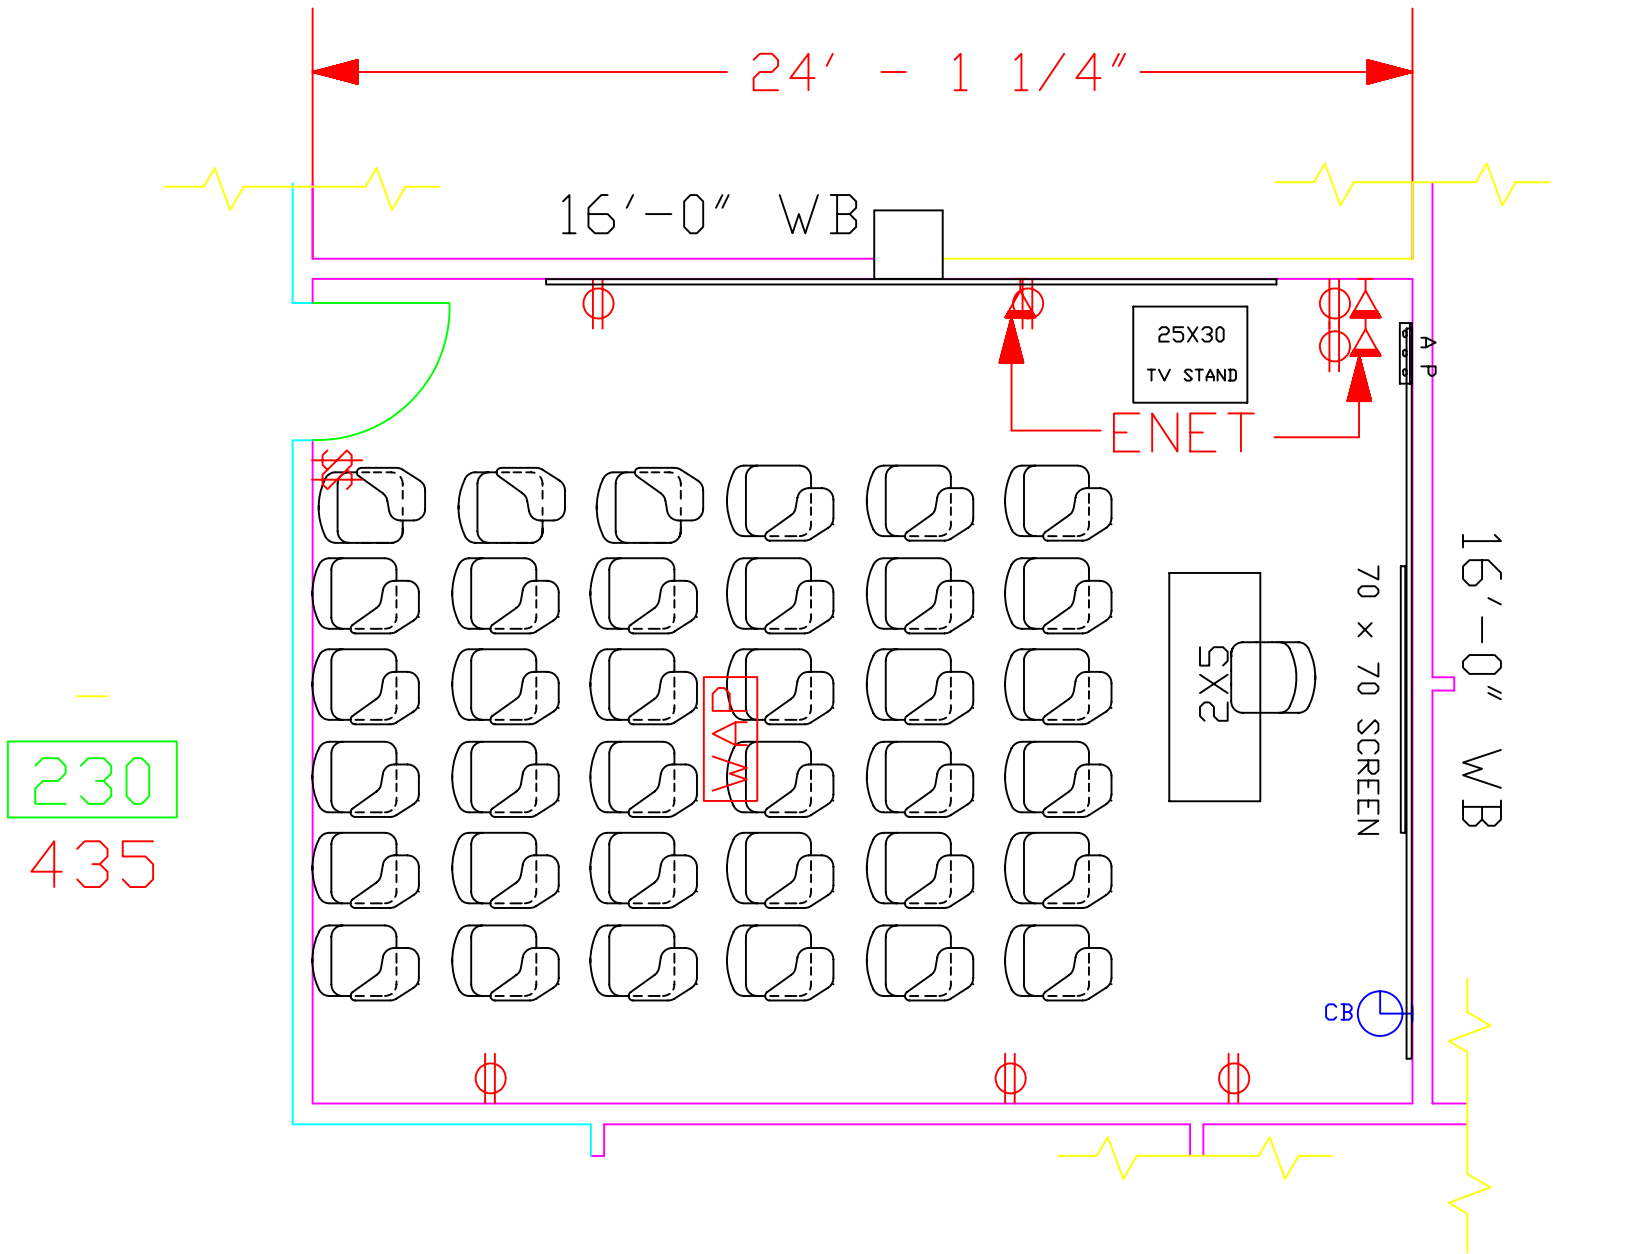 24' - 1 1/4"
16'-0" WB
25X30
TV STAND
A P
ENET
$
16'-0" WB
70 x 70 SCREEN
2X5
WAP
230
435
CB